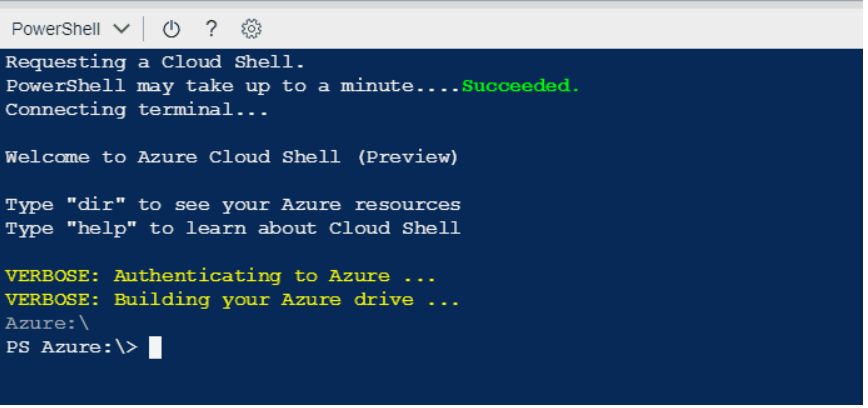 PowerShell ?
Requesting a Cloud Shell.
PowerShell may take up to a minute....Succeeded.
Connecting terminal...
Welcome to Azure Cloud Shell (Preview)
Type "dir" to see your Azure resources
Type "help" to learn about Cloud Shell
VERBOSE: Authenticating to Azure ...
VERBOSE: Building your Azure drive ...
Azure:\
PS Azure:\>